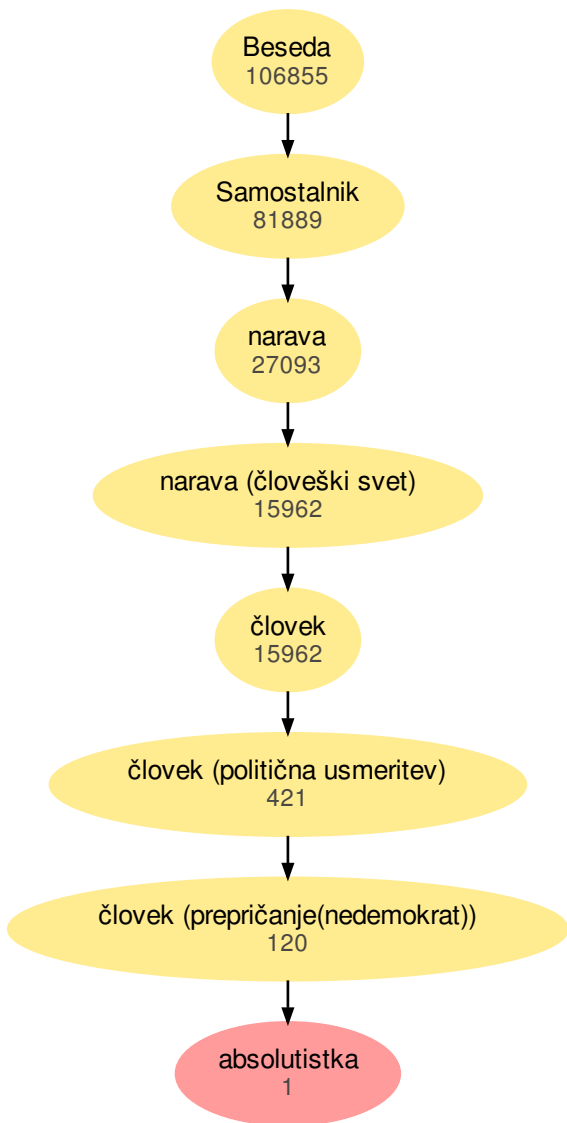 Beseda
106855
Samostalnik
81889
narava
27093
narava (človeški svet)
15962
človek
15962
človek (politična usmeritev)
421
človek (prepričanje(nedemokrat))
120
absolutistka
1